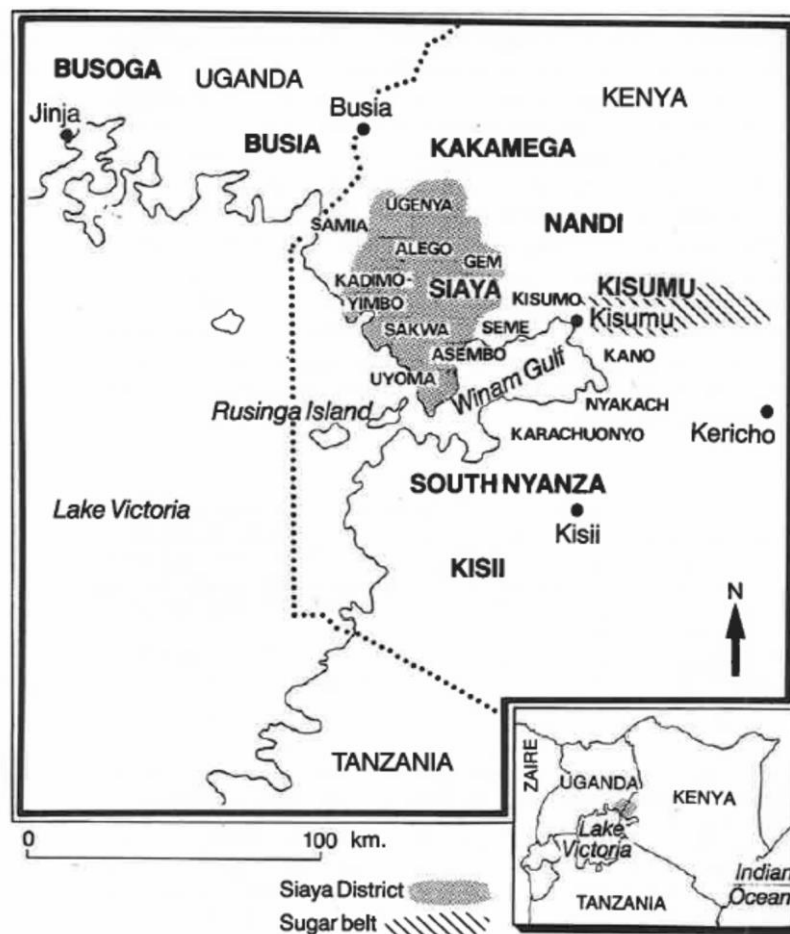 BUSOGA
UGANDA
Jinja
Busia
KENYA
BUSIA
KAKAMEGA
UGENYA
SAMIA
NANDI
ALEGO
GEM
KADIMO-
YIMBO
SIAYA
KISUMU
KISUMO
Kisumu
SAKWA
SEME
ASEMBO
KANO
UYOMA
Winam Gulf
Rusinga Island
NYAKACH
KARACHUONYO
Kericho
SOUTH NYANZA
Lake Victoria
Kisii
KISII
N
TANZANIA
ZAIRE
UGANDA
KENYA
Lake
Victoria
Indian
Ocean
TANZANIA
0 100 km.
Siaya District
Sugar belt